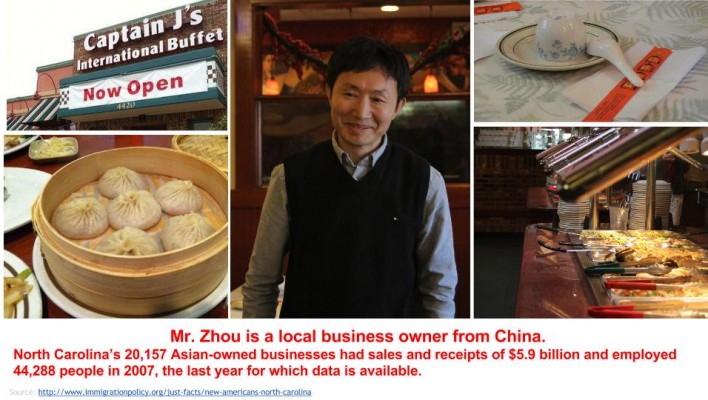 Captain J's
International Buffet
Now Open
4420
Mr. Zhou is a local business owner from China.
North Carolina's 20,157 Asian-owned businesses had sales and receipts of $5.9 billion and employed
44,288 people in 2007, the last year for which data is available.
Source: http://www.immigrationpolicy.org/just-facts/new-americans-north-carolina